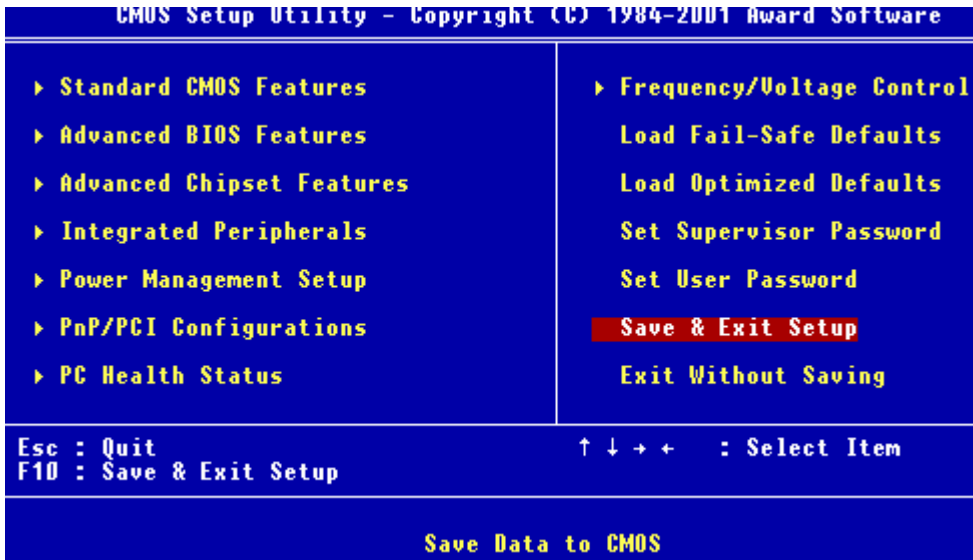 CMOS Setup Utility - Copyright (C) 1984-2001 Award Software
Standard CMOS Features
Advanced BIOS Features
Advanced Chipset Features
Integrated Peripherals
Power Management Setup
PnP/PCI Configurations
PC Health Status
Frequency/Voltage Control
Load Fail-Safe Defaults
Load Optimized Defaults
Set Supervisor Password
Set User Password
Save & Exit Setup
Exit Without Saving
Esc : Quit
F10 : Save & Exit Setup
↑ ↓ → ← : Select Item
Save Data to CMOS